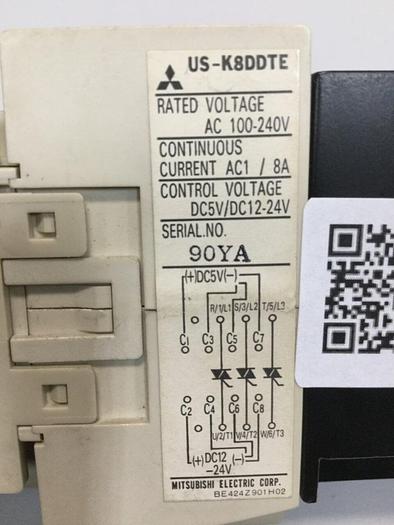 US-K8DDTE
RATED VOLTAGE
AC 100-240V
CONTINUOUS
CURRENT AC1 / 8A
CONTROL VOLTAGE
DC5V/DC12-24V
SERIAL.NO.
90YA
(+)DC5V(-)
R/1/L1 S/3/L2 T/5/L3
C1 C3 C5 C7
C2 C4 C6 C8
U/2/T1 V/4/T2 W/6/T3
(+)DC12(-)
-24V
MITSUBISHI ELECTRIC CORP.
BE424Z901H02